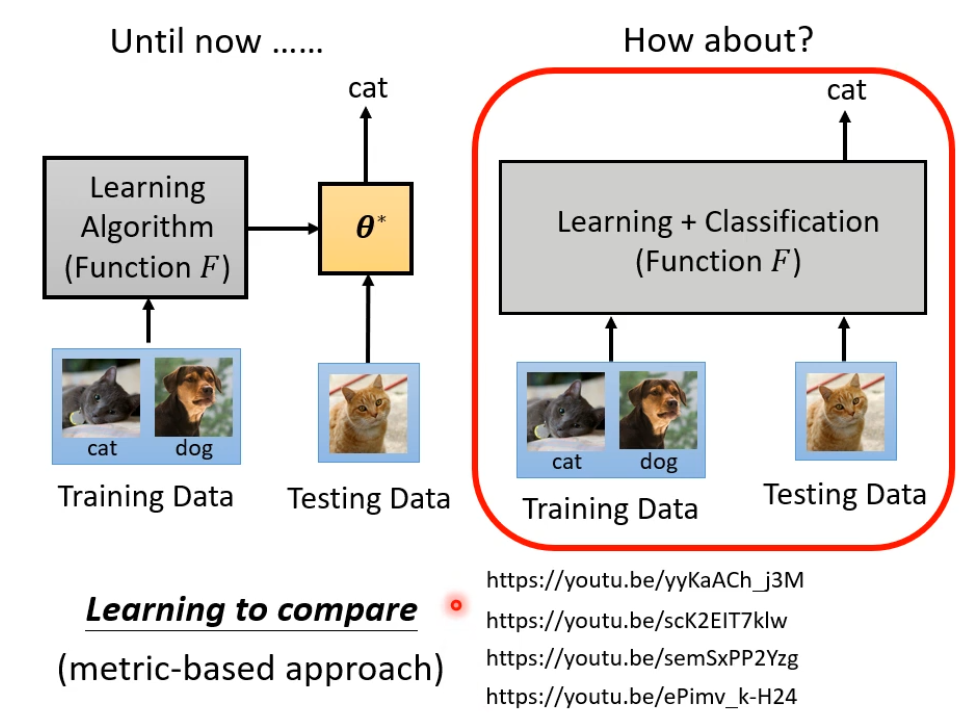 Until now ......
cat
Learning
Algorithm
(Function F)
θ*
cat
dog
Training Data
Testing Data
How about?
cat
Learning + Classification
(Function F)
cat
dog
Training Data
Testing Data
Learning to compare
(metric-based approach)
https://youtu.be/yyKaACh_j3M
https://youtu.be/scK2EIT7klw
https://youtu.be/semSxPP2Yzg
https://youtu.be/ePimv_k-H24